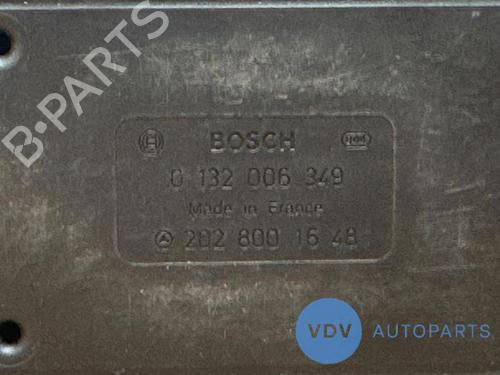 B-PARTS
BOSCH
0 132 006 349
Made in France
202 800 16 48
VDV AUTOPARTS